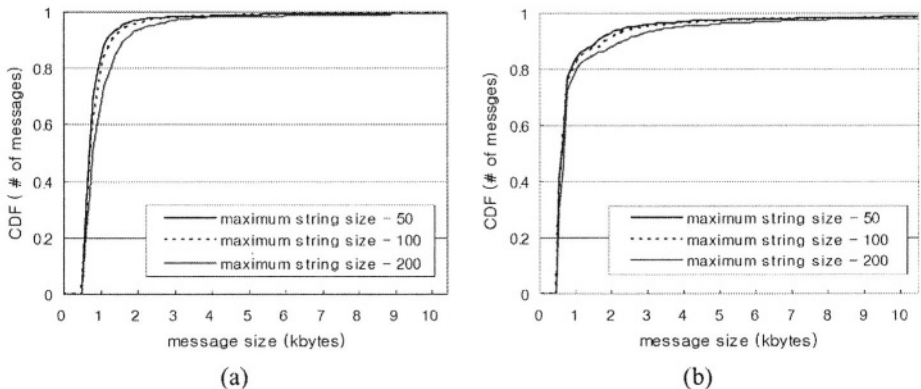 1
0.8
0.6
0.4
0.2
0
CDF ( # of messages)
maximum string size - 50
maximum string size - 100
maximum string size - 200
0 1 2 3 4 5 6 7 8 9 10
message size (kbytes)
(a)
1
0.8
0.6
0.4
0.2
0
CDF (# of messges)
maximum string size - 50
maximum string size - 100
maximum string size - 200
0 1 2 3 4 5 6 7 8 9 10
message size (kbytes)
(b)